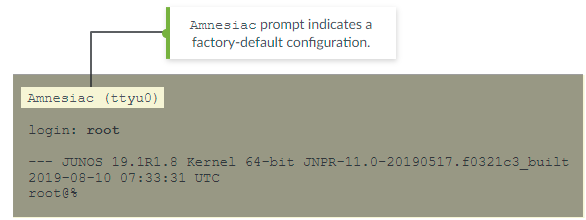 Amnesiac prompt indicates a
factory-default configuration.
Amnesiac (ttyu0)
login: root
--- JUNOS 19.1R1.8 Kernel 64-bit JNPR-11.0-20190517.f0321c3_built
2019-08-10 07:33:31 UTC
root@%